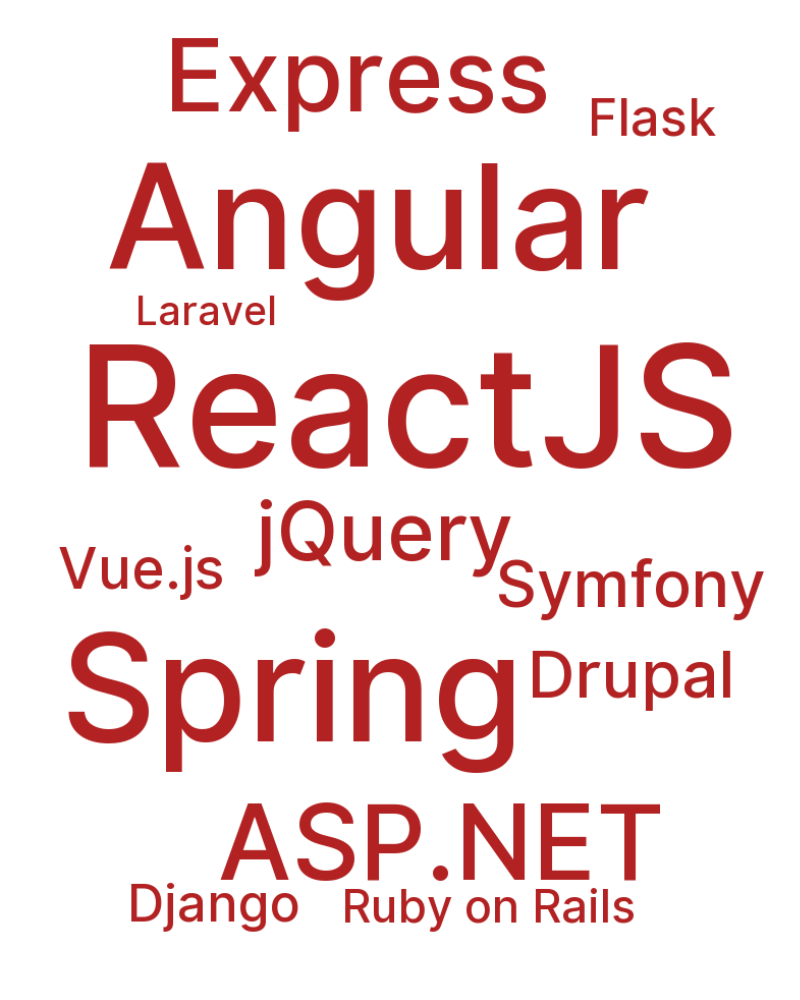 Express
Flask
Angular
Laravel
ReactJS
jQuery
Vue.js
Symfony
Spring
Drupal
ASP.NET
Django
Ruby on Rails